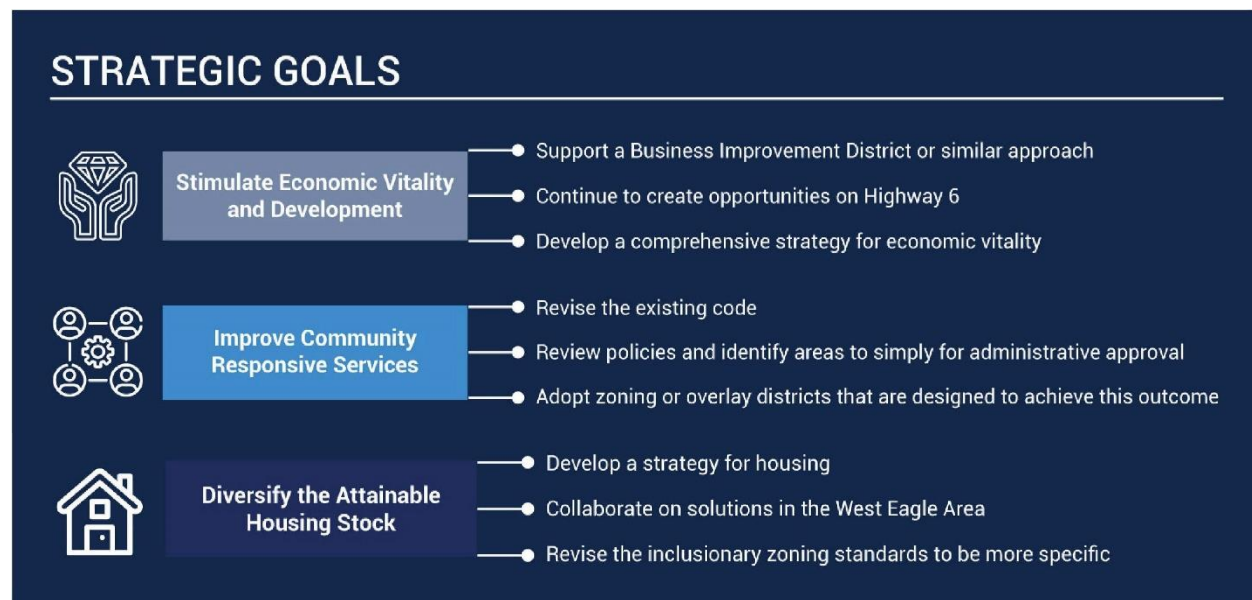 STRATEGIC GOALS
Stimulate Economic Vitality
and Development
Support a Business Improvement District or similar approach
Continue to create opportunities on Highway 6
Develop a comprehensive strategy for economic vitality
Improve Community
Responsive Services
Revise the existing code
Review policies and identify areas to simply for administrative approval
Adopt zoning or overlay districts that are designed to achieve this outcome
Diversify the Attainable
Housing Stock
Develop a strategy for housing
Collaborate on solutions in the West Eagle Area
Revise the inclusionary zoning standards to be more specific